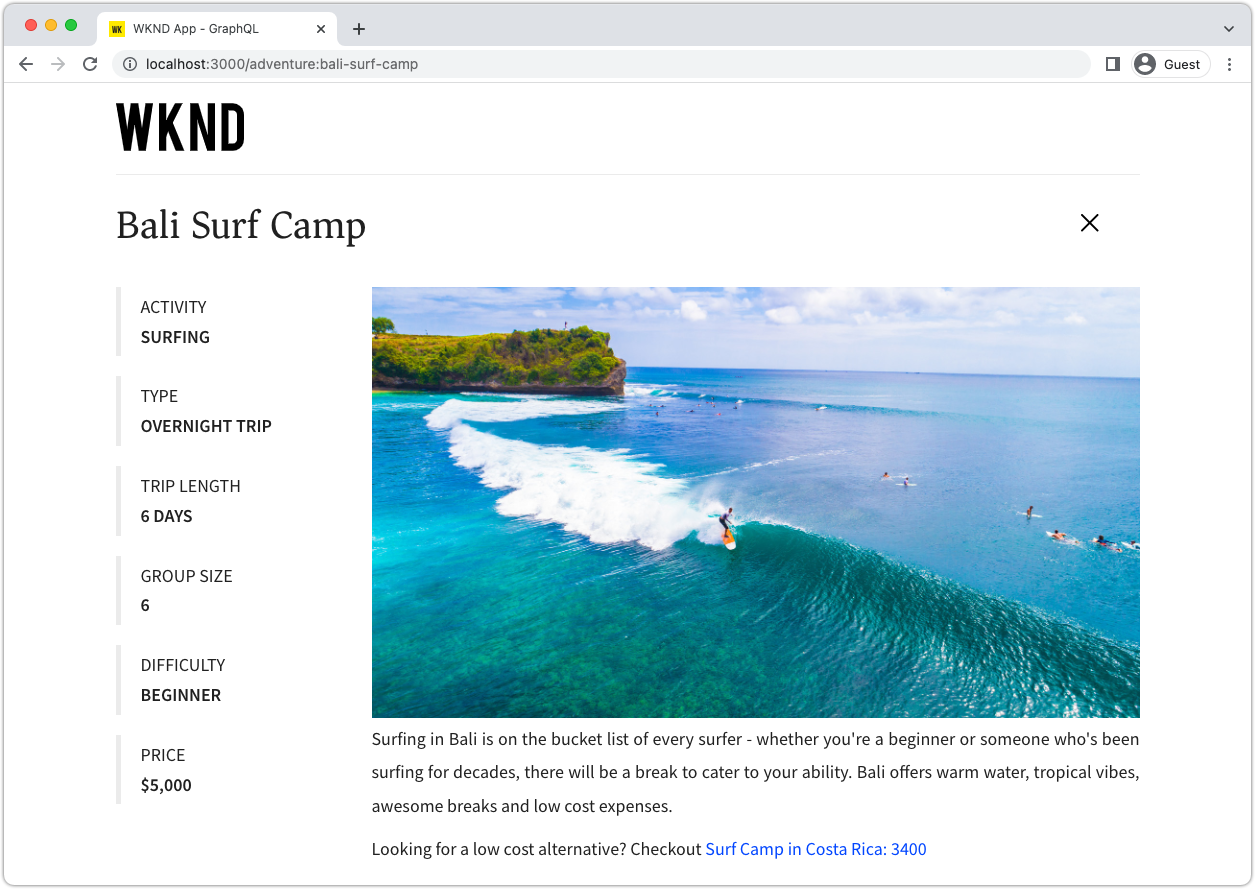 WK WKND App - GraphQL
localhost:3000/adventure:bali-surf-camp
Guest
WKND
Bali Surf Camp
ACTIVITY
SURFING
TYPE
OVERNIGHT TRIP
TRIP LENGTH
6 DAYS
GROUP SIZE
6
DIFFICULTY
BEGINNER
PRICE
$5,000
Surfing in Bali is on the bucket list of every surfer - whether you're a beginner or someone who's been
surfing for decades, there will be a break to cater to your ability. Bali offers warm water, tropical vibes,
awesome breaks and low cost expenses.
Looking for a low cost alternative? Checkout Surf Camp in Costa Rica: 3400